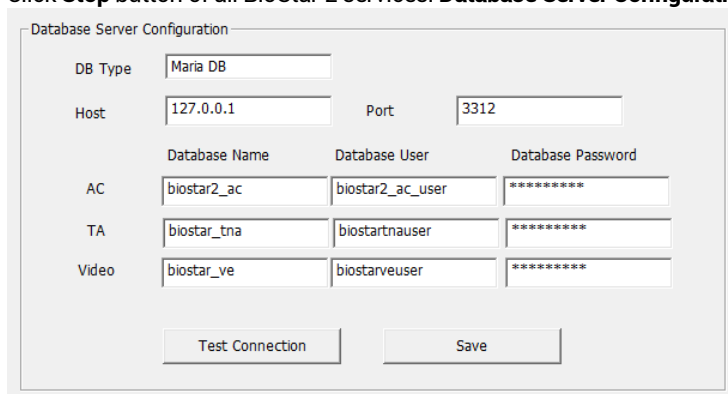 Click Stop button of all BioStar 2 services. Database Server Configurati
Database Server Configuration
DB Type Maria DB
Host 127.0.0.1 Port 3312
Database Name Database User Database Password
AC biostar2_ac biostar2_ac_user *********
TA biostar_tna biostartnauser *********
Video biostar_ve biostarveuser *********
Test Connection Save